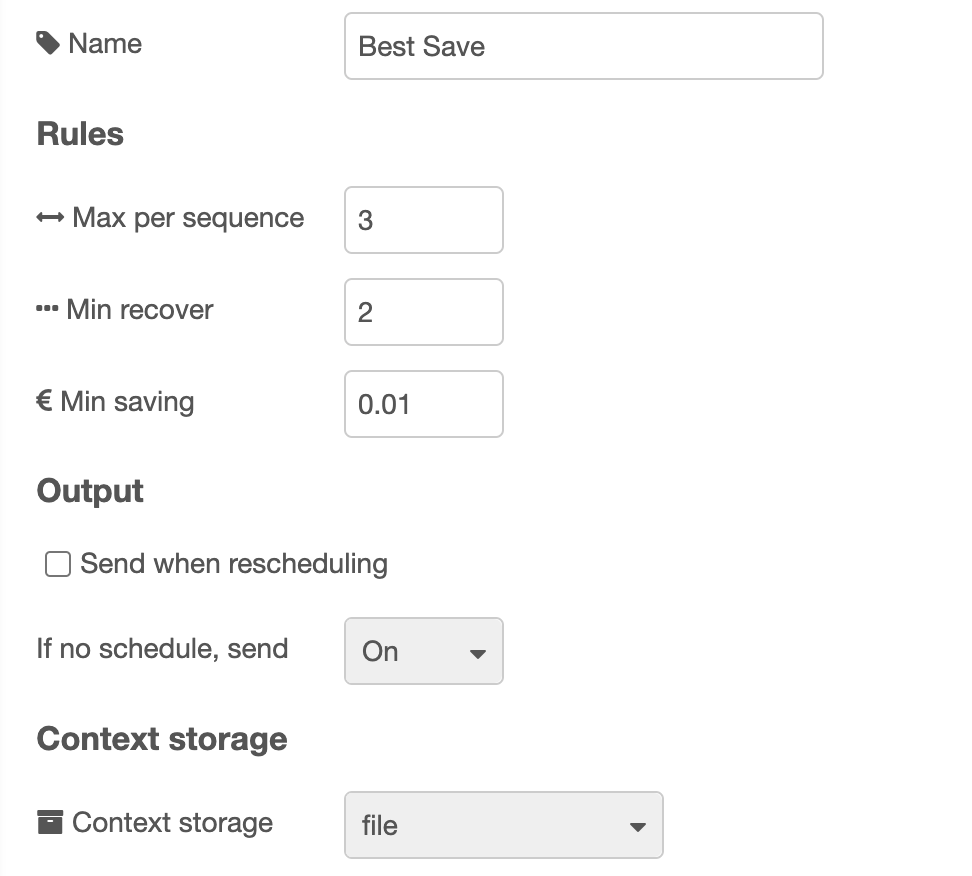 Name
Best Save
Rules
Max per sequence
3
Min recover
2
€ Min saving
0.01
Output
Send when rescheduling
If no schedule, send
On
Context storage
Context storage
file